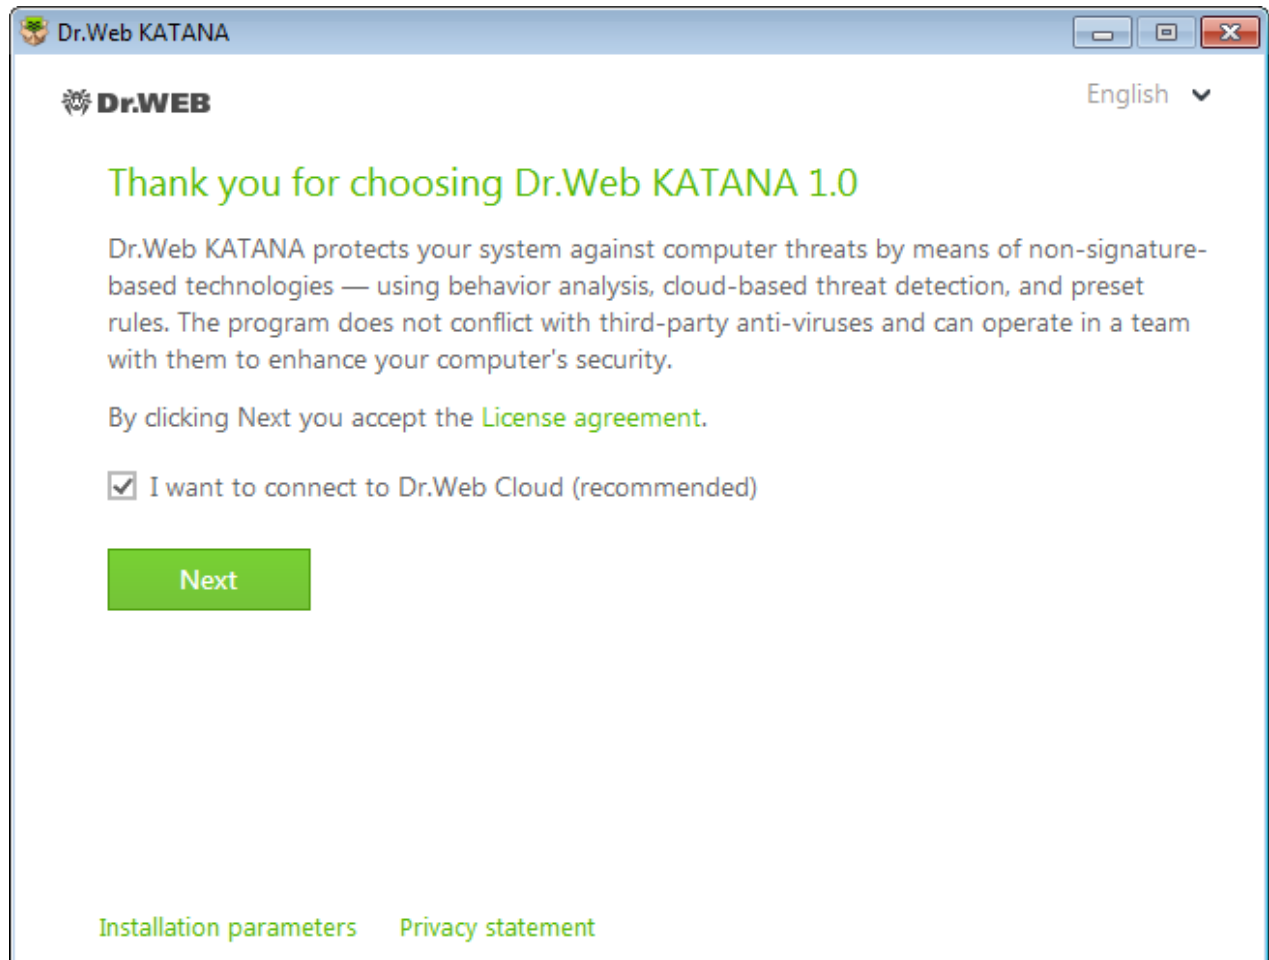 Dr.Web KATANA
Dr.WEB
English
Thank you for choosing Dr.Web KATANA 1.0
Dr.Web KATANA protects your system against computer threats by means of non-signature-
based technologies — using behavior analysis, cloud-based threat detection, and preset
rules. The program does not conflict with third-party anti-viruses and can operate in a team
with them to enhance your computer's security.
By clicking Next you accept the License agreement.
I want to connect to Dr.Web Cloud (recommended)
Next
Installation parameters Privacy statement